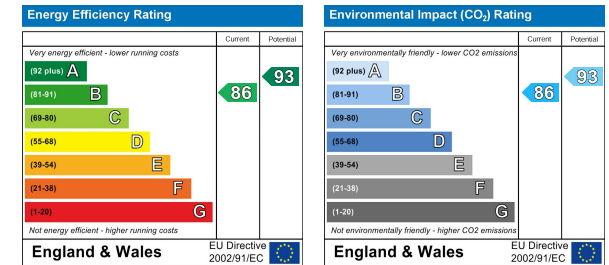 Energy Efficiency Rating
Current Potential
Very energy efficient - lower running costs
(92 plus) A
93
(81-91) B
86
(69-80) C
(55-68) D
(39-54) E
(21-38) F
(1-20) G
Not energy efficient - higher running costs
England & Wales
EU Directive
2002/91/EC
Environmental Impact (CO₂) Rating
Current Potential
Very environmentally friendly - lower CO2 emissions
(92 plus) A
93
(81-91) B
86
(69-80) C
(55-68) D
(39-54) E
(21-38) F
(1-20) G
Not environmentally friendly - higher CO2 emissions
England & Wales
EU Directive
2002/91/EC